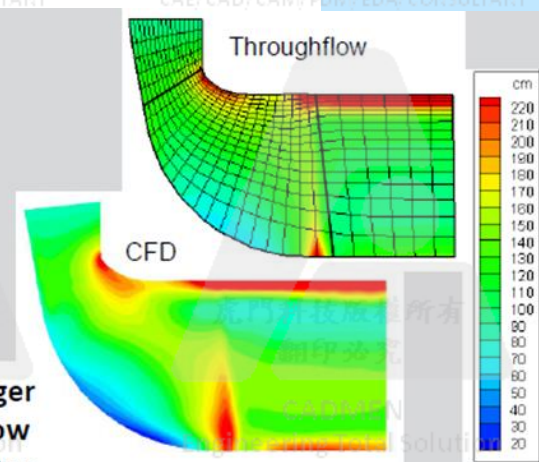 CAE/ CAD/ CAM/ PDM / EDA/ CONSULTANT
Throughflow
cm
220
210
200
190
180
170
160
150
140
130
120
110
100
90
80
70
60
50
40
30
20
CFD
虎門科技版權所有
翻印必究
CADMEN
Engineering Total Solution